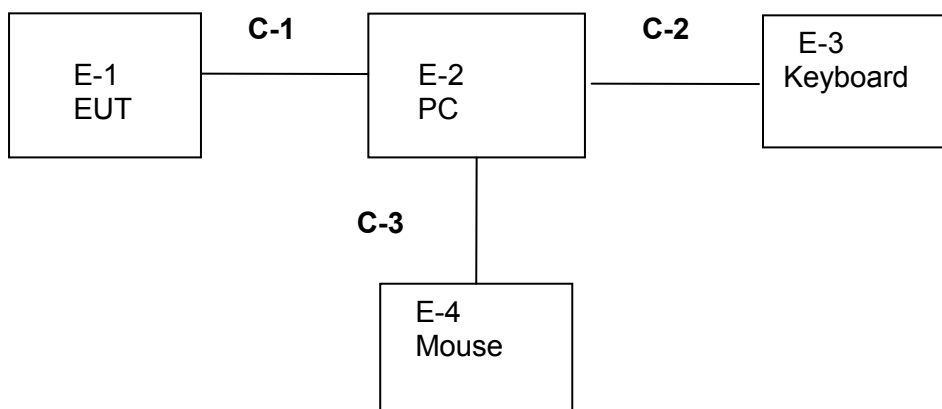 C-1
C-2
E-1
EUT
E-2
PC
E-3
Keyboard
C-3
E-4
Mouse